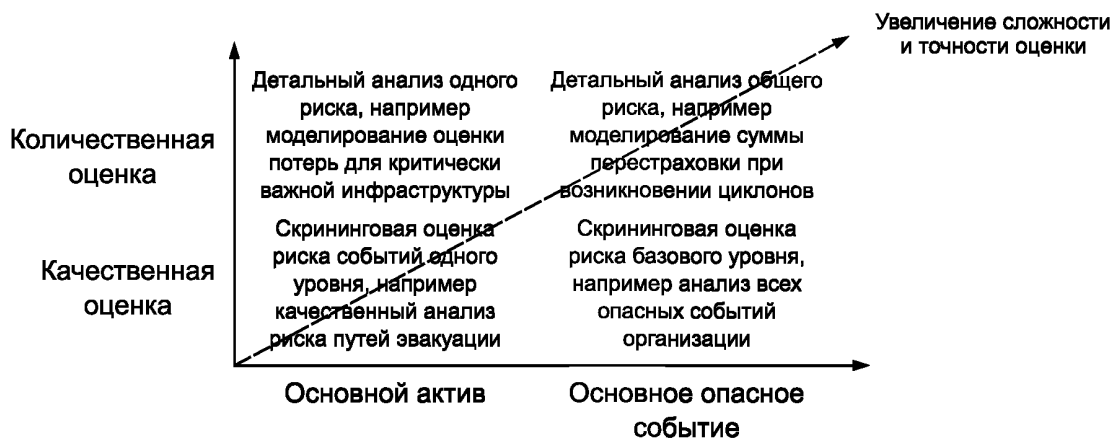 Увеличение сложности
и точности оценки
Количественная
оценка
Детальный анализ одного
риска, например
моделирование оценки
потерь для критически
важной инфраструктуры
Детальный анализ общего
риска, например
моделирование суммы
перестраховки при
возникновении циклонов
Качественная
оценка
Скрининговая оценка
риска событий одного
уровня, например
качественный анализ
риска путей эвакуации
Скрининговая оценка
риска базового уровня,
например анализ всех
опасных событий
организации
Основной актив
Основное опасное
событие